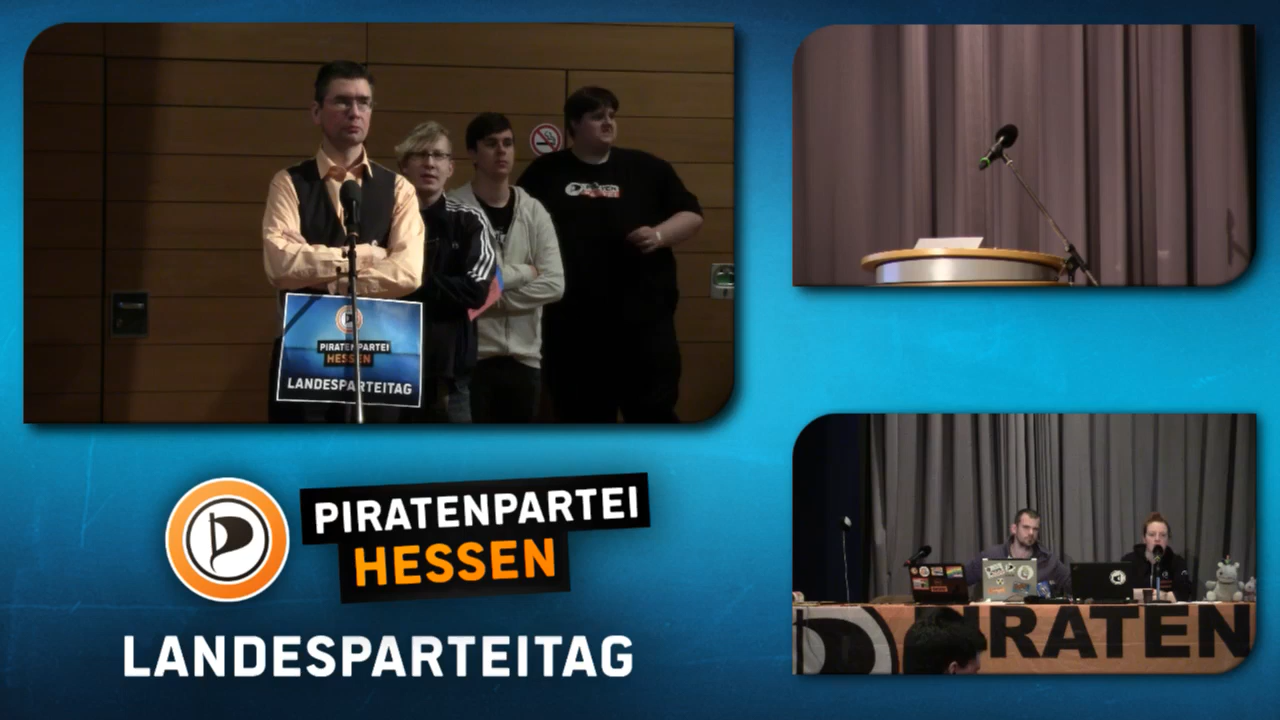 PIRATENPARTEI
HESSEN
LANDESPARTEITAG
PIRATENPARTEI
HESSEN
LANDESPARTEITAG
PIRATEN